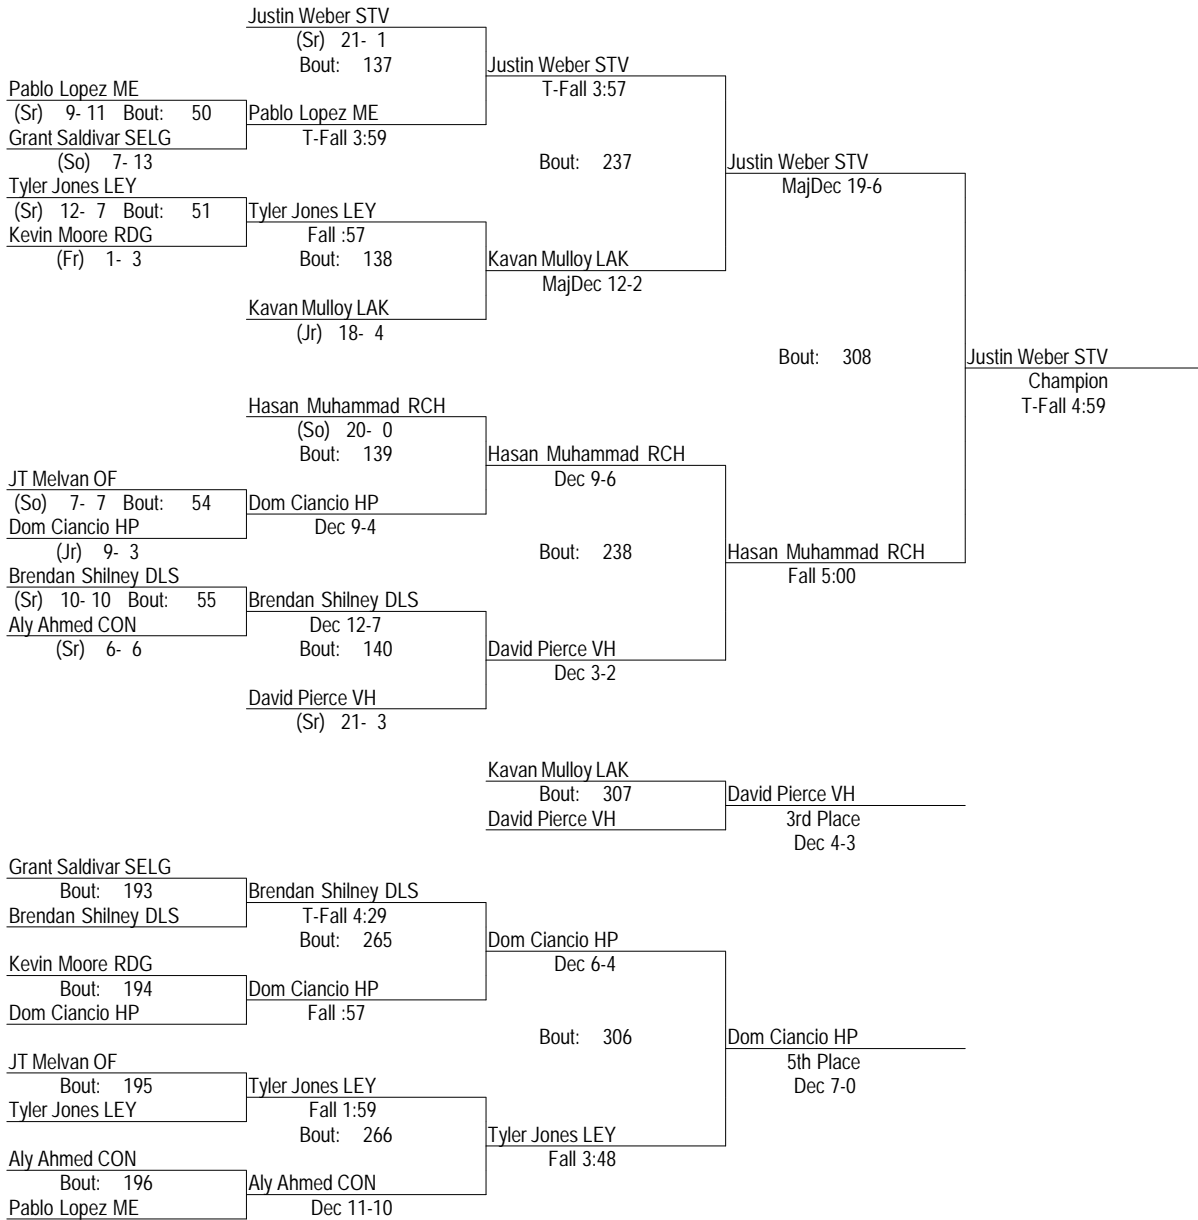 Justin Weber STV
(Sr) 21- 1
Bout: 137
Justin Weber STV
T-Fall 3:57
Pablo Lopez ME
(Sr) 9- 11 Bout: 50
Pablo Lopez ME
Grant Saldivar SELG
T-Fall 3:59
(So) 7- 13
Bout: 237
Justin Weber STV
Tyler Jones LEY
MajDec 19-6
(Sr) 12- 7 Bout: 51
Tyler Jones LEY
Kevin Moore RDG
Fall :57
(Fr) 1- 3
Bout: 138
Kavan Mulloy LAK
MajDec 12-2
Kavan Mulloy LAK
(Jr) 18- 4
Bout: 308
Justin Weber STV
Champion
T-Fall 4:59
Hasan Muhammad RCH
(So) 20- 0
Bout: 139
Hasan Muhammad RCH
Dec 9-6
JT Melvan OF
(So) 7- 7 Bout: 54
Dom Ciancio HP
Dom Ciancio HP
Dec 9-4
(Jr) 9- 3
Bout: 238
Hasan Muhammad RCH
Fall 5:00
Brendan Shilney DLS
(Sr) 10- 10 Bout: 55
Brendan Shilney DLS
Aly Ahmed CON
Dec 12-7
(Sr) 6- 6
Bout: 140
David Pierce VH
Dec 3-2
David Pierce VH
(Sr) 21- 3
Kavan Mulloy LAK
Bout: 307
David Pierce VH
David Pierce VH
3rd Place
Dec 4-3
Grant Saldivar SELG
Bout: 193
Brendan Shilney DLS
Brendan Shilney DLS
T-Fall 4:29
Bout: 265
Dom Ciancio HP
Dec 6-4
Kevin Moore RDG
Bout: 194
Dom Ciancio HP
Dom Ciancio HP
Fall :57
Bout: 306
Dom Ciancio HP
5th Place
Dec 7-0
JT Melvan OF
Bout: 195
Tyler Jones LEY
Tyler Jones LEY
Fall 1:59
Bout: 266
Tyler Jones LEY
Fall 3:48
Aly Ahmed CON
Bout: 196
Aly Ahmed CON
Pablo Lopez ME
Dec 11-10